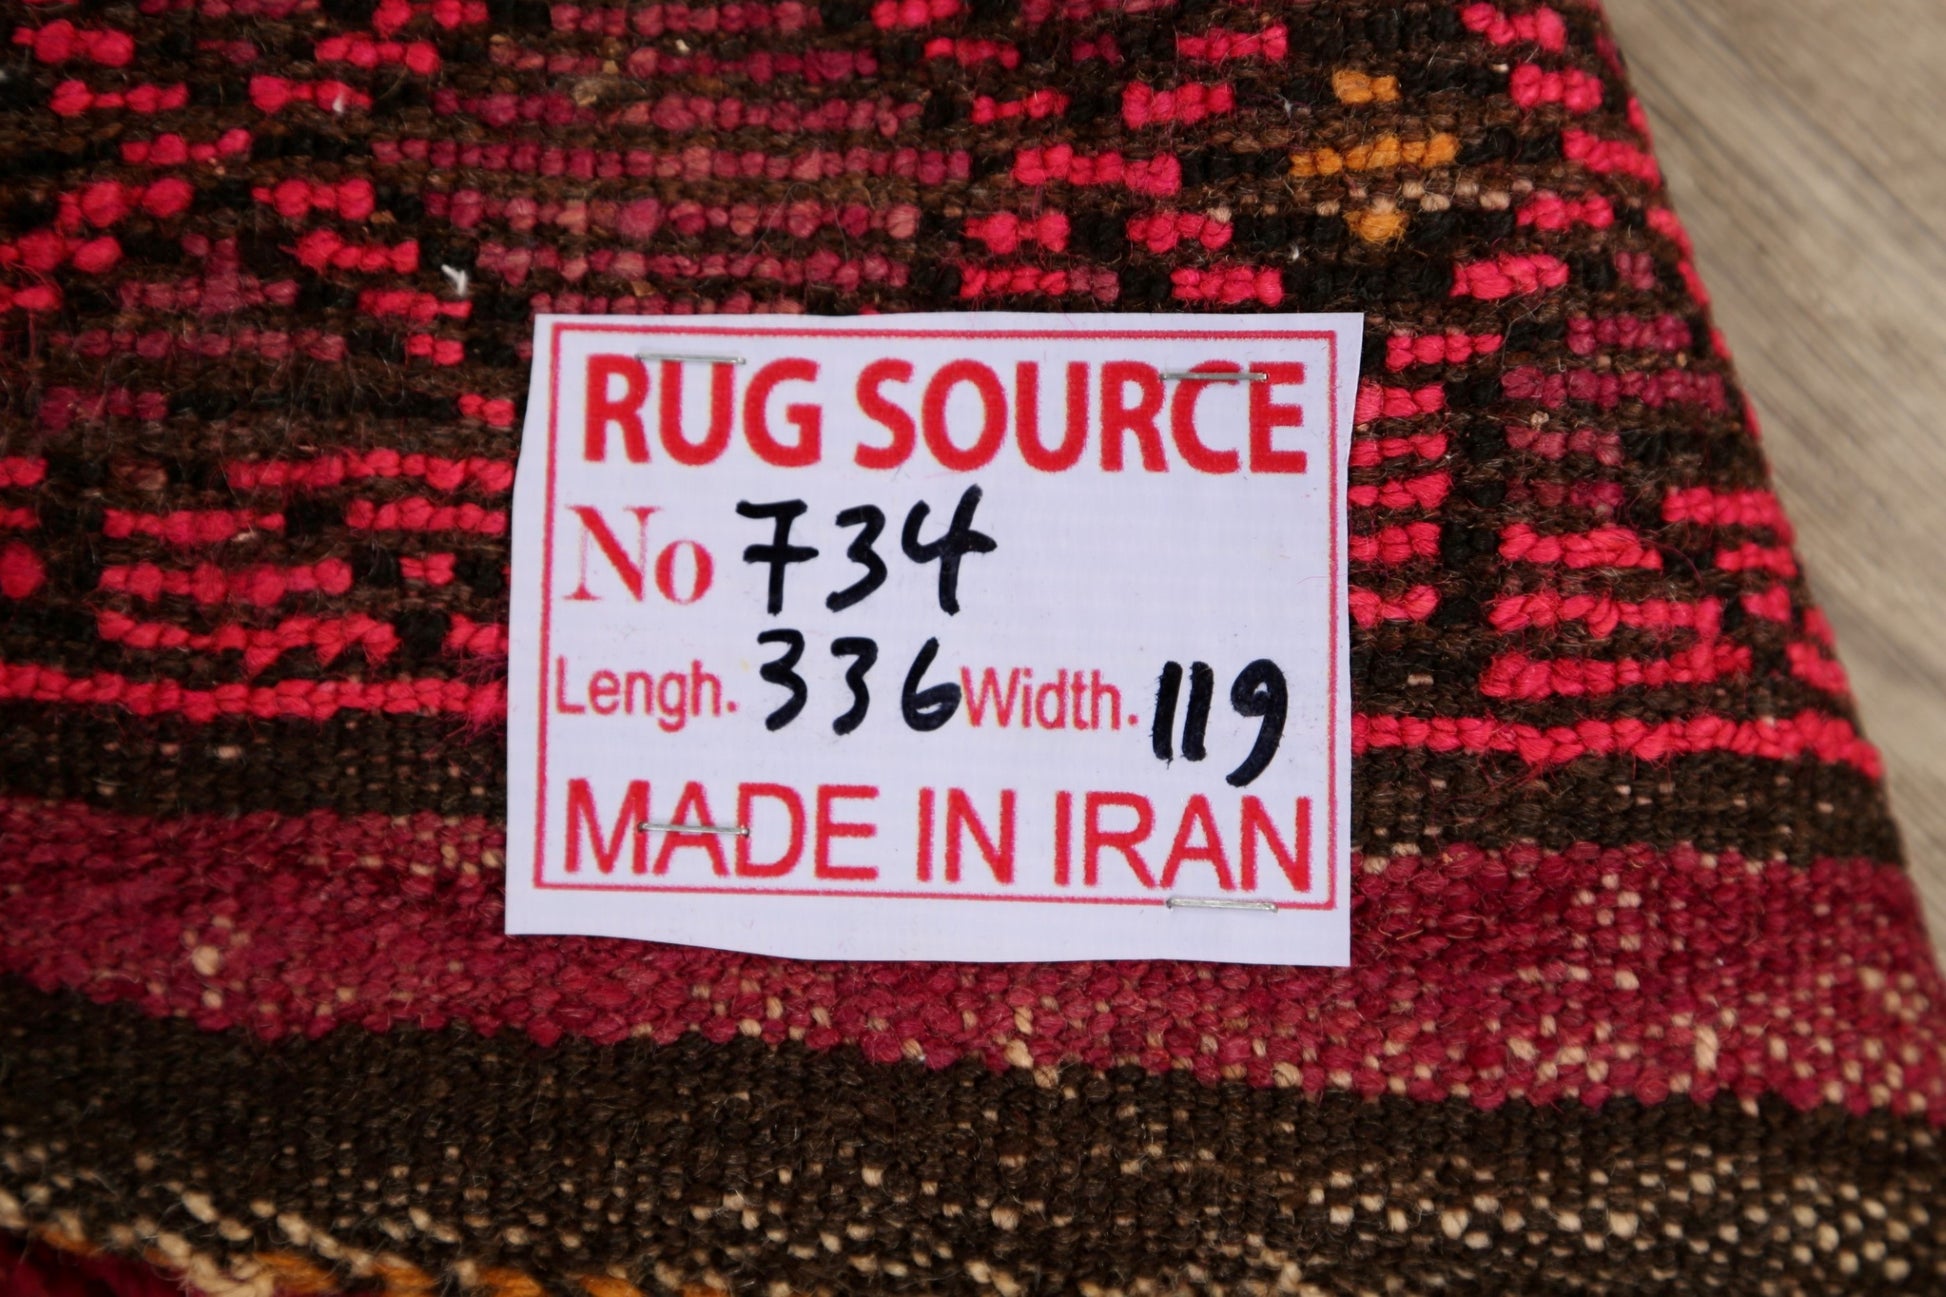 RUG SOURCE
No 734
Lengh. 336 Width. 119
MADE IN IRAN